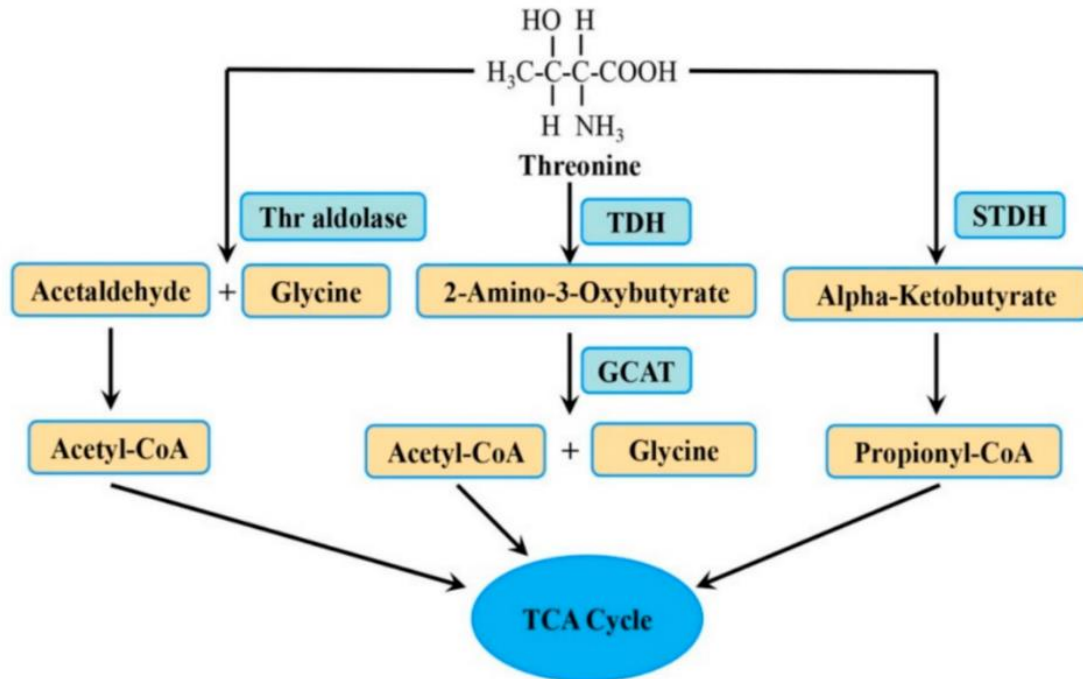 HO H
H₃C-C-C-COOH
H NH₃
Threonine
Thr aldolase
TDH
STDH
Acetaldehyde + Glycine
2-Amino-3-Oxybutyrate
Alpha-Ketobutyrate
GCAT
Acetyl-CoA
Acetyl-CoA + Glycine
Propionyl-CoA
TCA Cycle